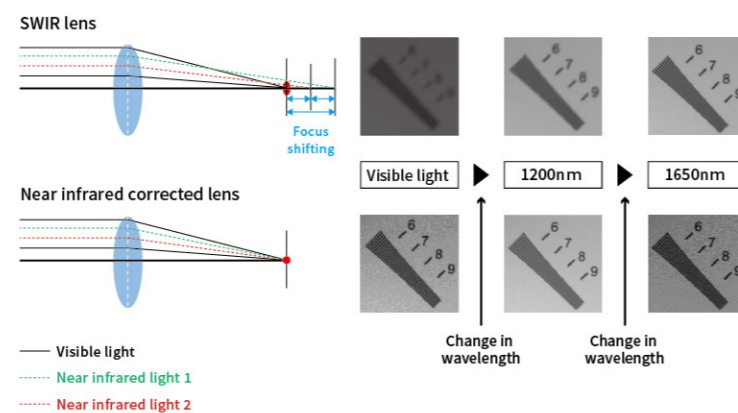 SWIR lens
Focus
shifting
6
7
8
9
6
7
8
9
Visible light
1200nm
1650nm
Near infrared corrected lens
6
7
8
9
6
7
8
9
6
7
8
9
Change in
wavelength
Change in
wavelength
Visible light
Near infrared light 1
Near infrared light 2